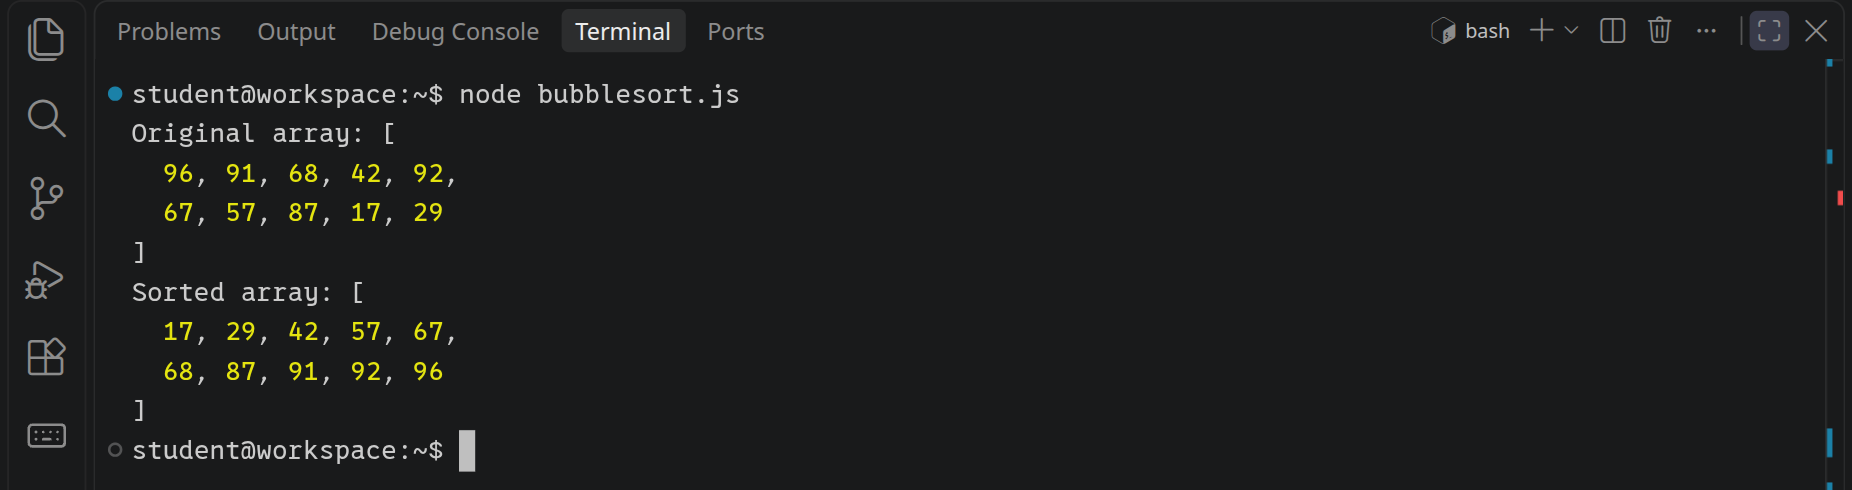 Problems Output Debug Console Terminal Ports bash
student@workspace:~$ node bubblesort.js
Original array: [
  96, 91, 68, 42, 92,
  67, 57, 87, 17, 29
]
Sorted array: [
  17, 29, 42, 57, 67,
  68, 87, 91, 92, 96
]
student@workspace:~$